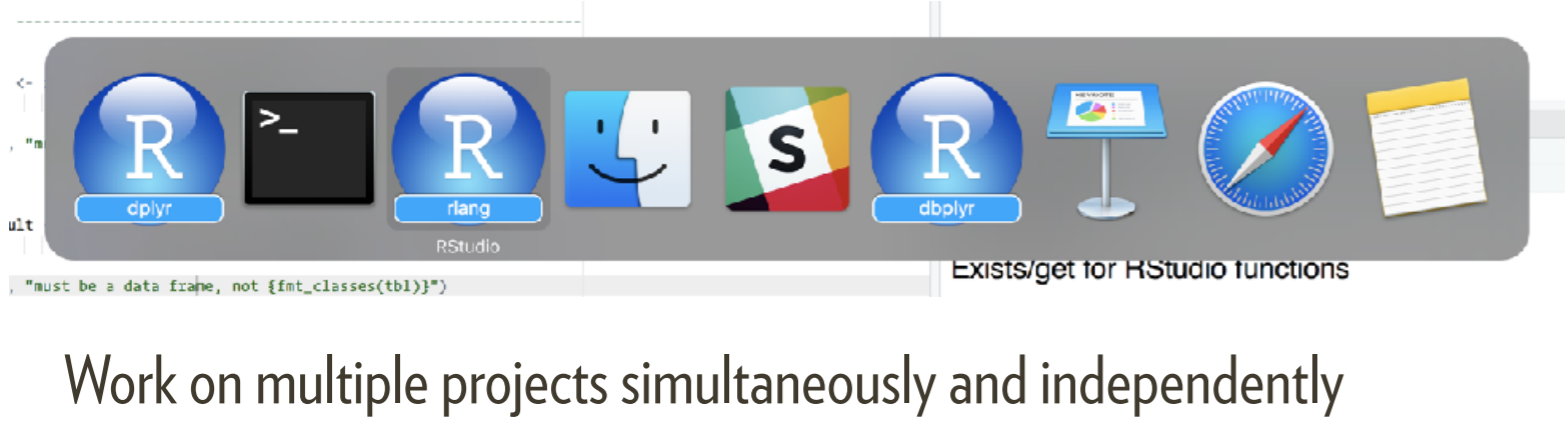 <-
, "m
R
>_
R
S
R
KEYNOTE
dplyr
rlang
dbplyr
RStudio
ult
, "must be a data frame, not {fmt_classes(tbl)}")
Exists/get for RStudio functions
Work on multiple projects simultaneously and independently